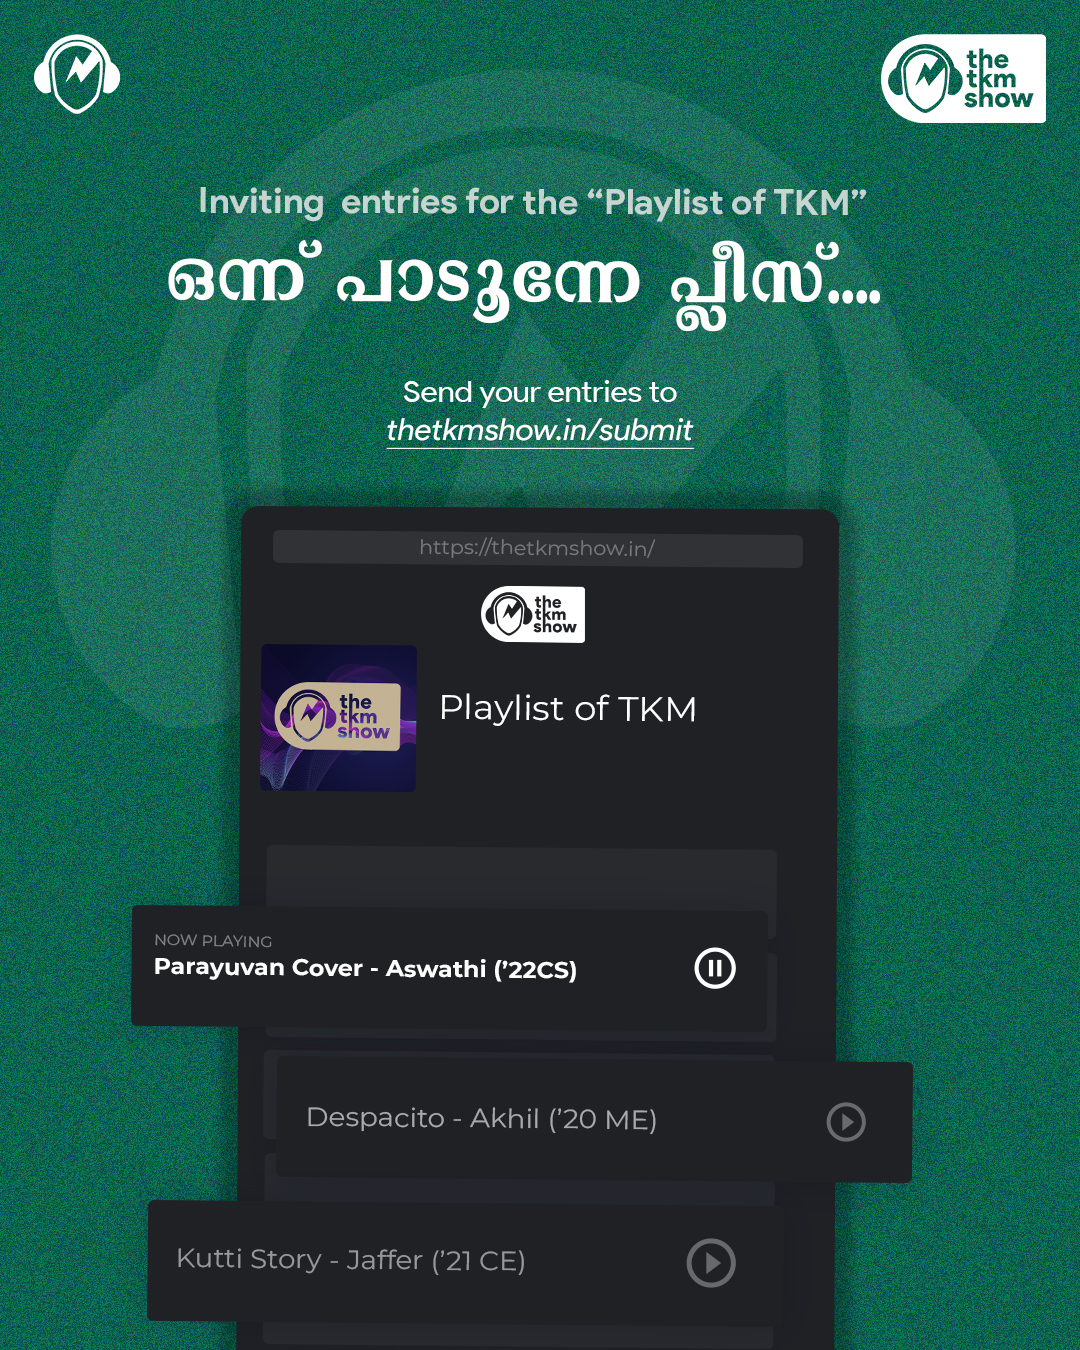 the
tkm
show
Inviting entries for the “Playlist of TKM”
ഒന്ന് പാടൂന്നേ പ്ലീസ്....
Send your entries to
thetkmshow.in/submit
https://thetkmshow.in/
the
tkm
show
the
tkm
show
Playlist of TKM
NOW PLAYING
Parayuvan Cover - Aswathi (’22CS)
Despacito - Akhil (’20 ME)
Kutti Story - Jaffer (’21 CE)